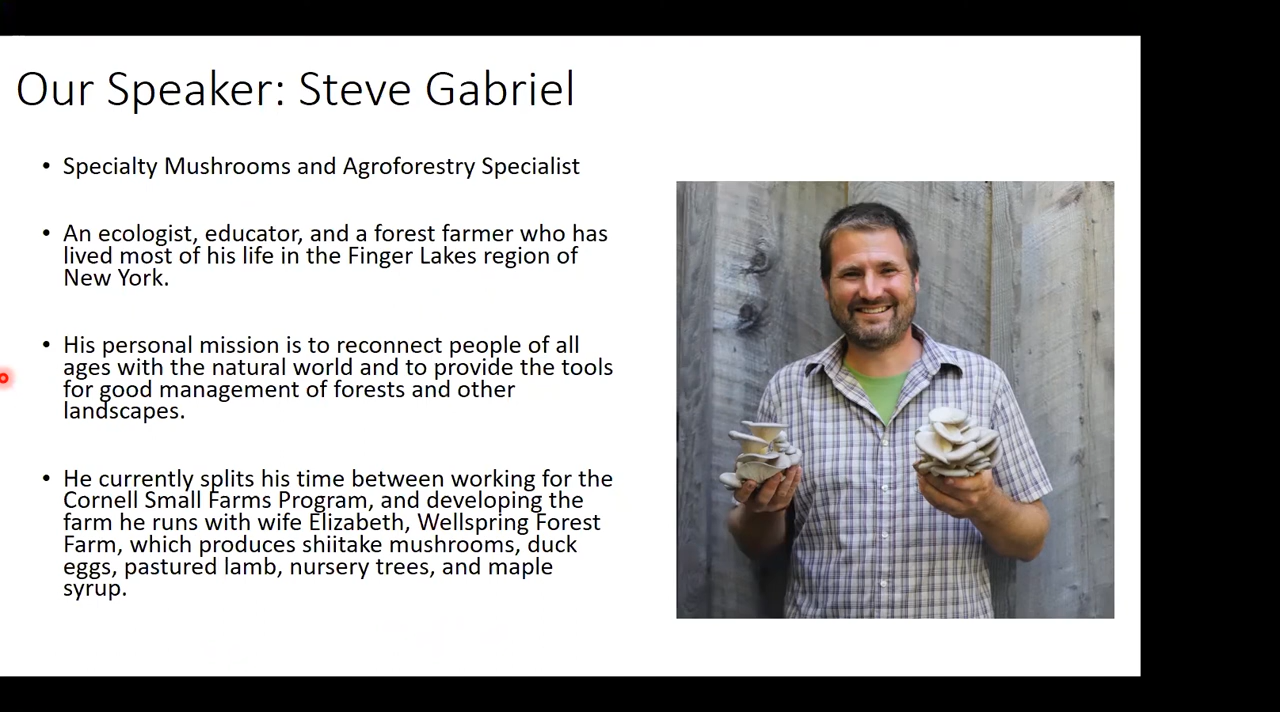 Our Speaker: Steve Gabriel
• Specialty Mushrooms and Agroforestry Specialist
• An ecologist, educator, and a forest farmer who has
lived most of his life in the Finger Lakes region of
New York.
• His personal mission is to reconnect people of all
ages with the natural world and to provide the tools
for good management of forests and other
landscapes.
• He currently splits his time between working for the
Cornell Small Farms Program, and developing the
farm he runs with wife Elizabeth, Wellspring Forest
Farm, which produces shiitake mushrooms, duck
eggs, pastured lamb, nursery trees, and maple
syrup.